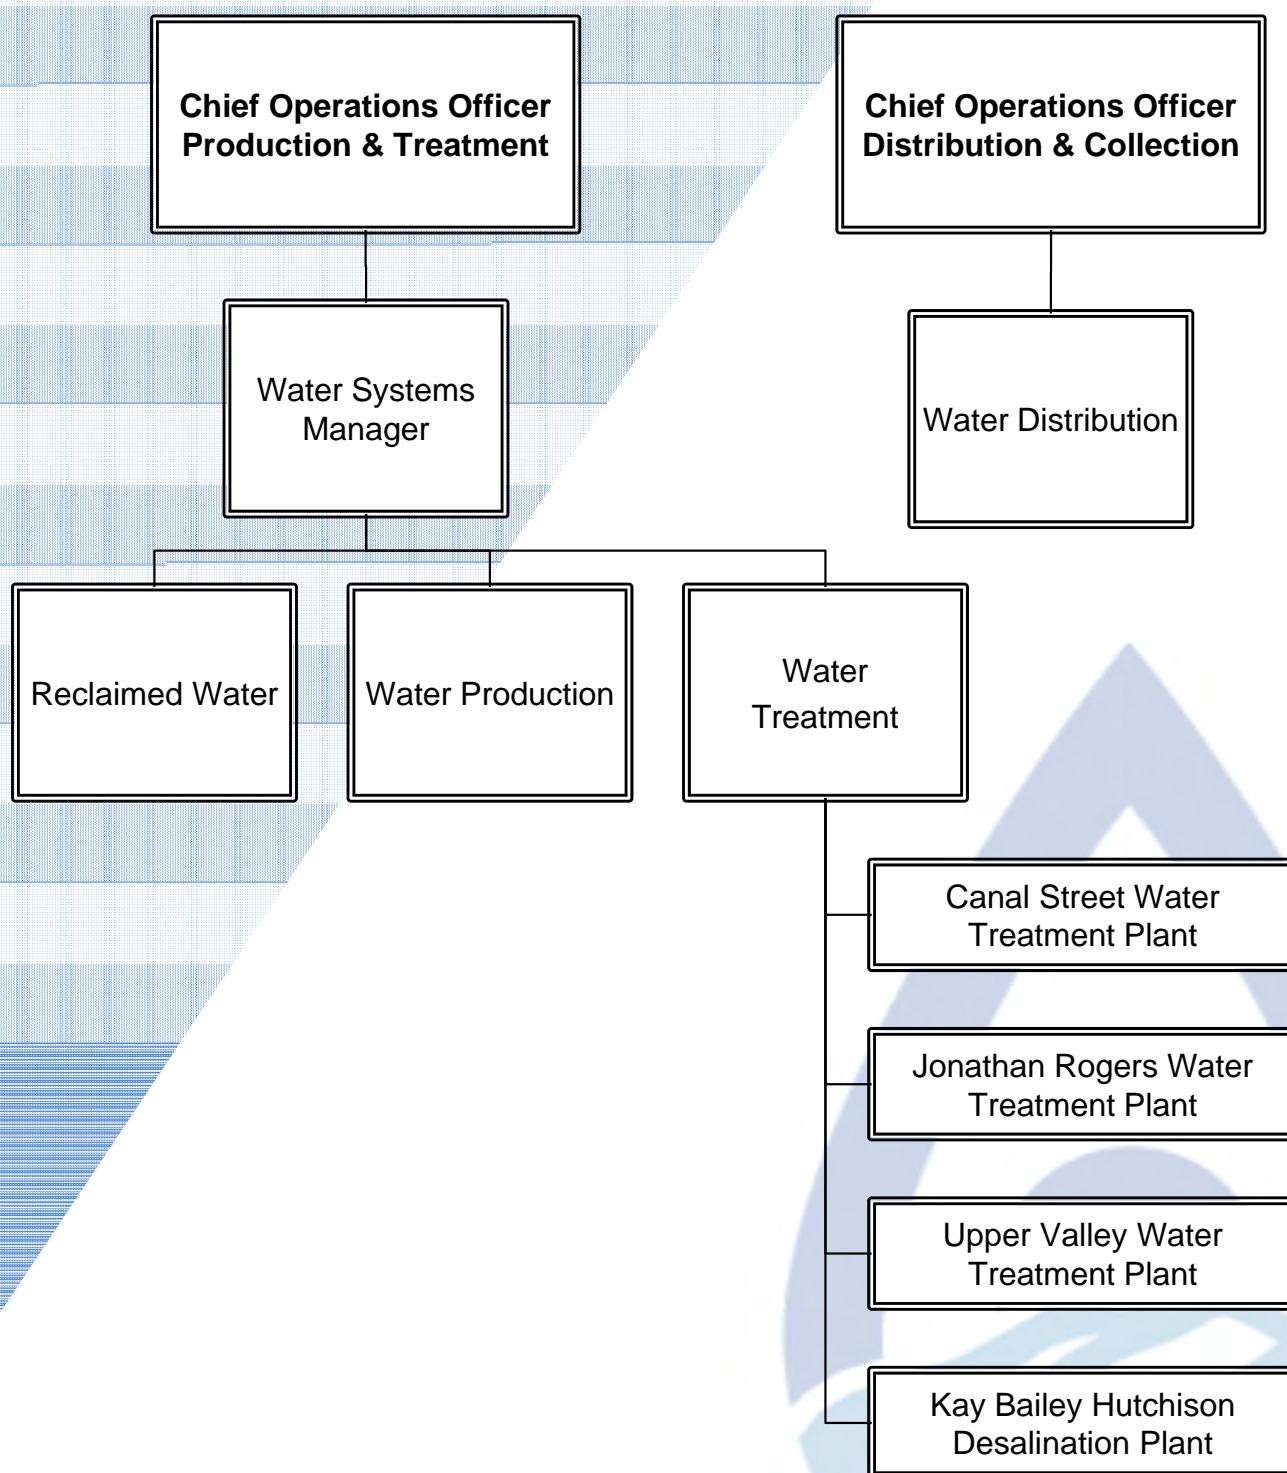 Chief Operations Officer
Production & Treatment
Chief Operations Officer
Distribution & Collection
Water Systems
Manager
Water Distribution
Reclaimed Water
Water Production
Water
Treatment
Canal Street Water
Treatment Plant
Jonathan Rogers Water
Treatment Plant
Upper Valley Water
Treatment Plant
Kay Bailey Hutchison
Desalination Plant